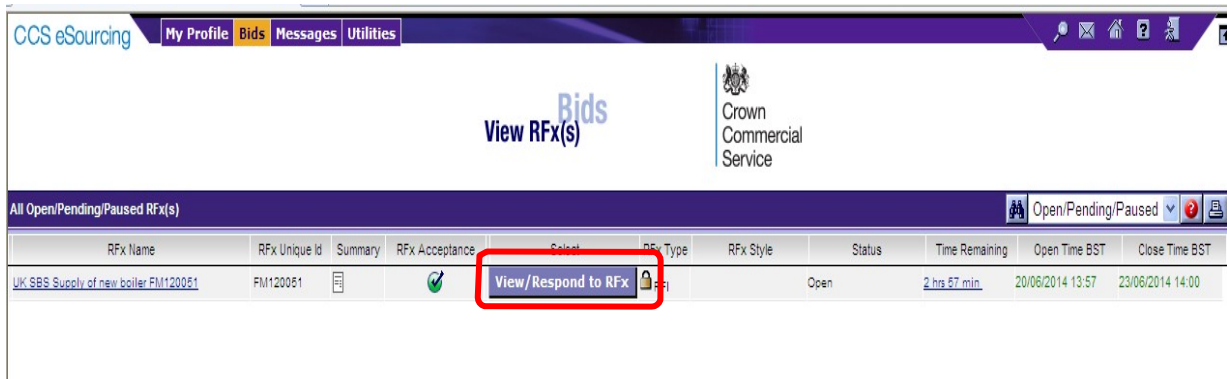 CCS eSourcing My Profile Bids Messages Utilities
Bids
View RFx(s)
Crown
Commercial
Service
All Open/Pending/Paused RFx(s) Open/Pending/Paused
RFx Name RFx Unique Id Summary RFx Acceptance Select RFx Type RFx Style Status Time Remaining Open Time BST Close Time BST
UK SBS Supply of new boiler FM120051 FM120051 View/Respond to RFx Open 2 hrs 57 min 20/06/2014 13:57 23/06/2014 14:00